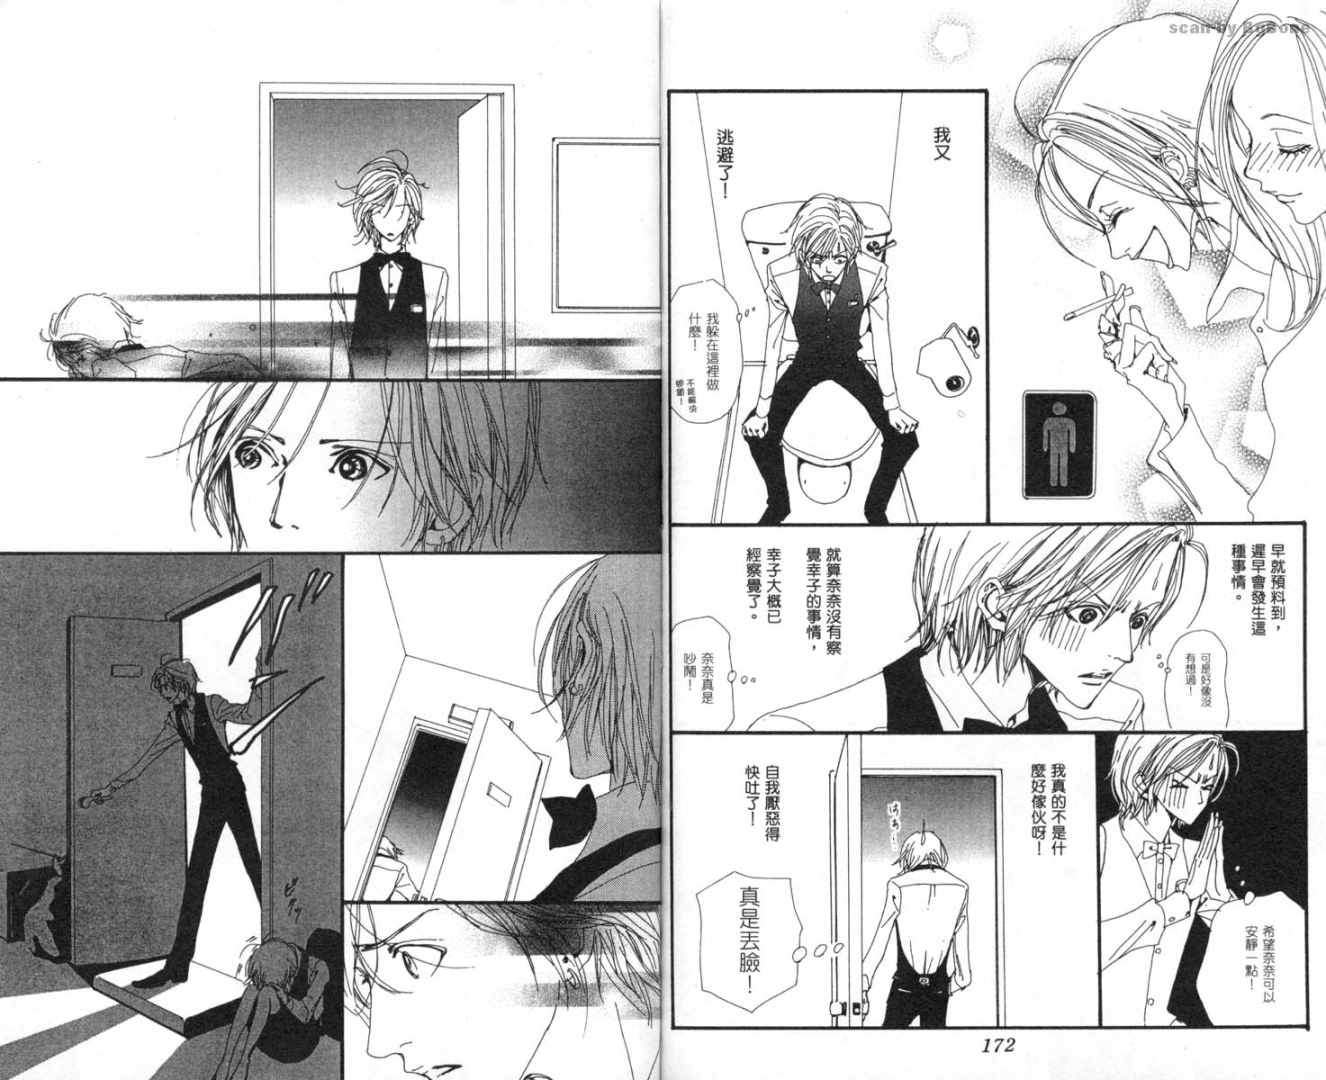 scan by BgBone
我又
逃避了！
我躲在這裡做
什麼！
早就預料到，
遲早會發生這
種事情。
可是好像沒
有想過！
就算奈奈沒有察
覺幸子的事情，
幸子大概已
經察覺了。
奈奈真是
吵鬧！
希望奈奈可以
安靜一點！
我真的不是什
麼好傢伙呀！
自我厭惡得
快吐了！
真是丟臉！
172